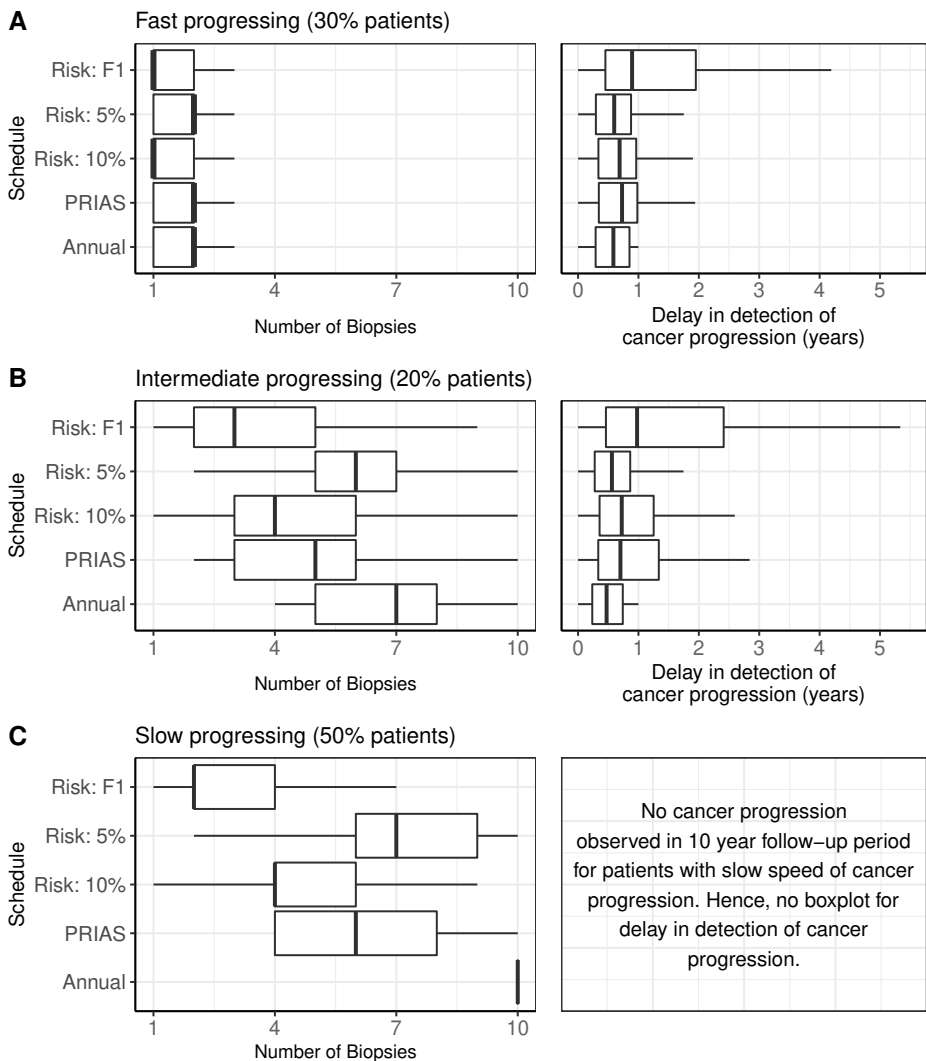 A
Fast progressing (30% patients)
Schedule
Risk: F1
Risk: 5%
Risk: 10%
PRIAS
Annual
1 4 7 10
Number of Biopsies
0 1 2 3 4 5
Delay in detection of
cancer progression (years)
B
Intermediate progressing (20% patients)
Schedule
Risk: F1
Risk: 5%
Risk: 10%
PRIAS
Annual
1 4 7 10
Number of Biopsies
0 1 2 3 4 5
Delay in detection of
cancer progression (years)
C
Slow progressing (50% patients)
Schedule
Risk: F1
Risk: 5%
Risk: 10%
PRIAS
Annual
1 4 7 10
Number of Biopsies
No cancer progression
observed in 10 year follow−up period
for patients with slow speed of cancer
progression. Hence, no boxplot for
delay in detection of cancer
progression.